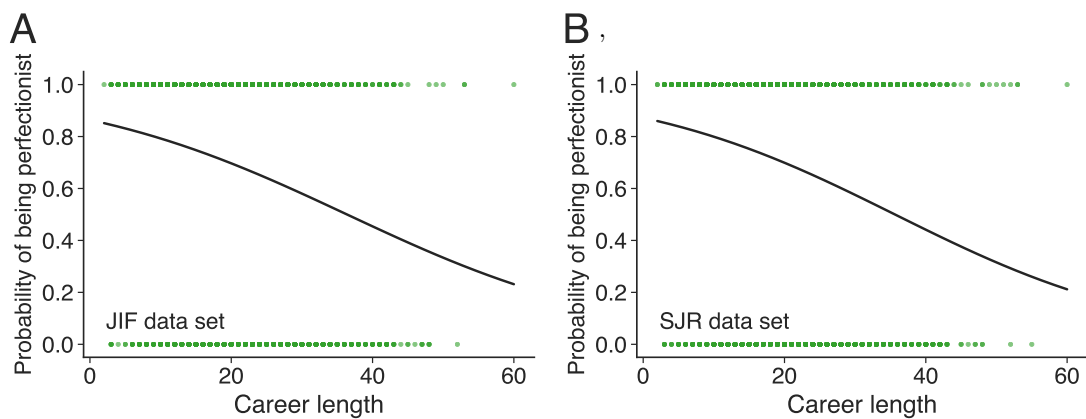 A
Probability of being perfectionist
1.0
0.8
0.6
0.4
0.2
0.0
JIF data set
0 20 40 60
Career length
B ,
Probability of being perfectionist
1.0
0.8
0.6
0.4
0.2
0.0
SJR data set
0 20 40 60
Career length